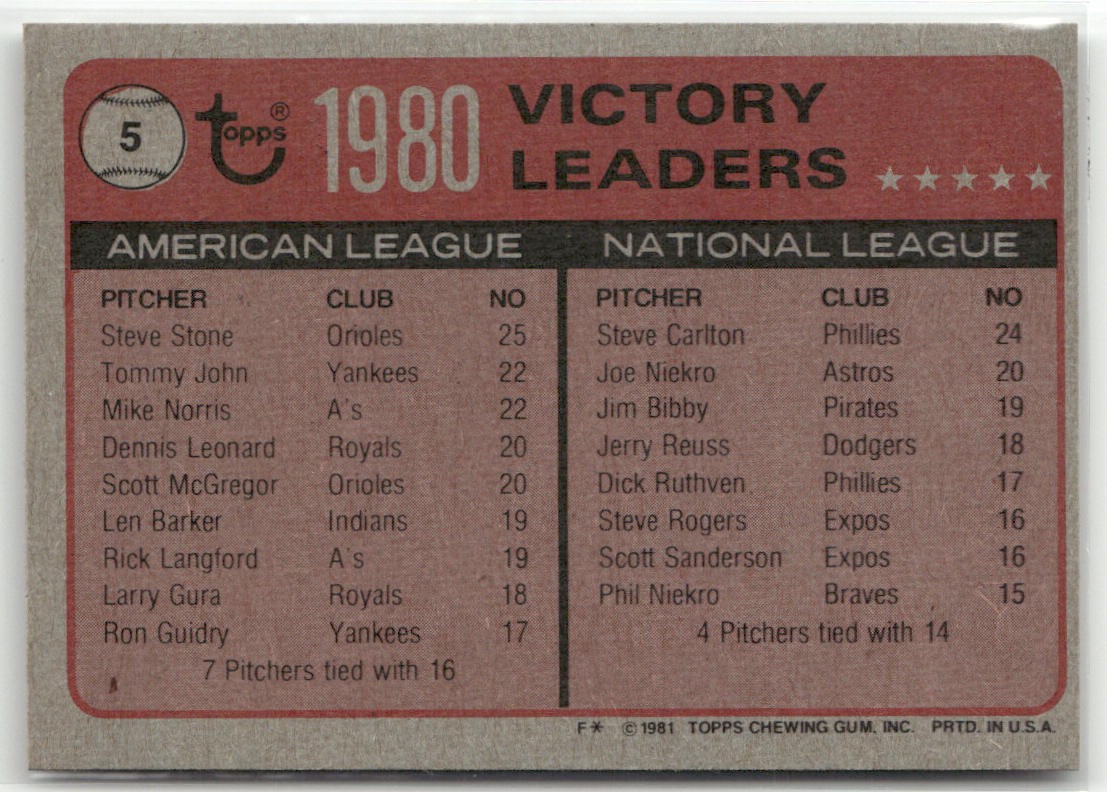 5 Topps ® 1980 VICTORY LEADERS
AMERICAN LEAGUE
PITCHER CLUB NO
Steve Stone Orioles 25
Tommy John Yankees 22
Mike Norris A's 22
Dennis Leonard Royals 20
Scott McGregor Orioles 20
Len Barker Indians 19
Rick Langford A's 19
Larry Gura Royals 18
Ron Guidry Yankees 17
7 Pitchers tied with 16
NATIONAL LEAGUE
PITCHER CLUB NO
Steve Carlton Phillies 24
Joe Niekro Astros 20
Jim Bibby Pirates 19
Jerry Reuss Dodgers 18
Dick Ruthven Phillies 17
Steve Rogers Expos 16
Scott Sanderson Expos 16
Phil Niekro Braves 15
4 Pitchers tied with 14
F* © 1981 TOPPS CHEWING GUM, INC. PRTD. IN U.S.A.